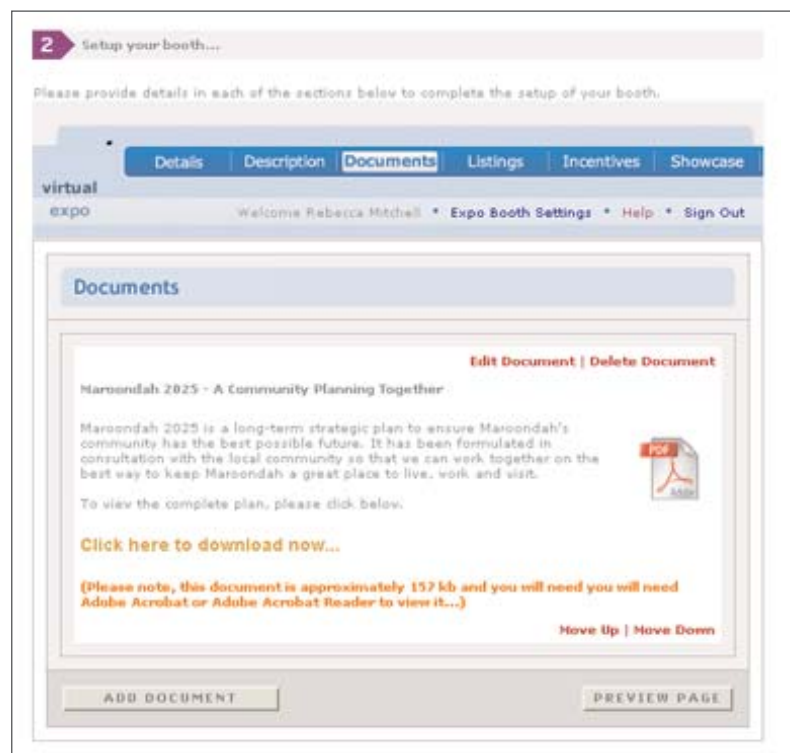 2 Setup your booth...
Please provide details in each of the sections below to complete the setup of your booth.
Details Description Documents Listings Incentives Showcase
virtual
expo Welcome Rebecca Mitchell * Expo Booth Settings * Help * Sign Out
Documents
Edit Document | Delete Document
Maroondah 2025 - A Community Planning Together
Maroondah 2025 is a long-term strategic plan to ensure Maroondah's
community has the best possible future. It has been formulated in
consultation with the local community so that we can work together on the
best way to keep Maroondah a great place to live, work and visit.
PDF
Adobe
To view the complete plan, please click below.
Click here to download now...
(Please note, this document is approximately 157 kb and you will need you will need
Adobe Acrobat or Adobe Acrobat Reader to view it...)
Move Up | Move Down
ADD DOCUMENT PREVIEW PAGE